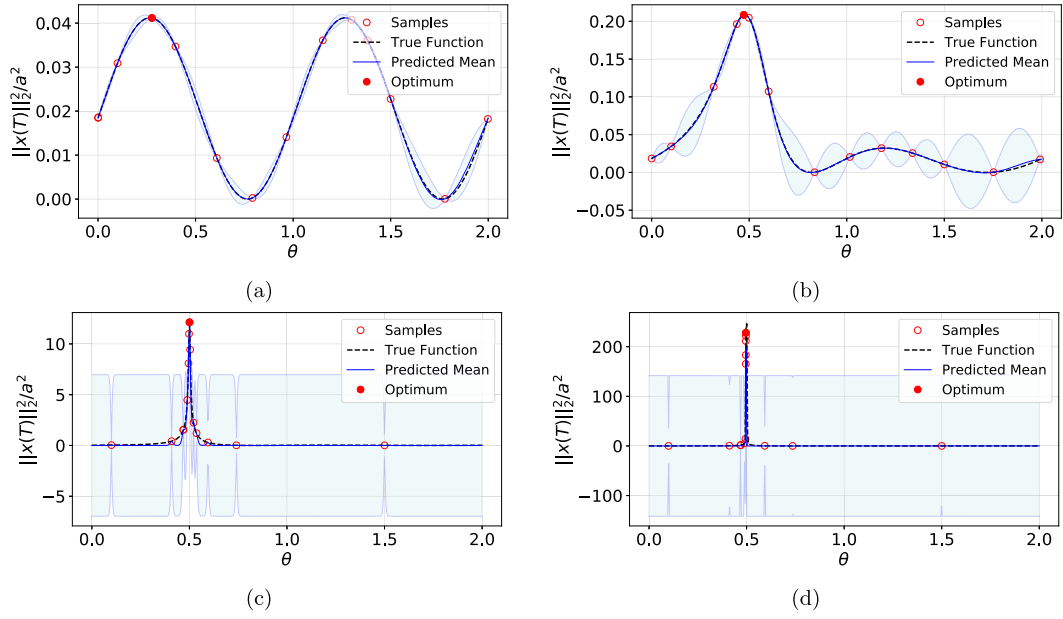 0.04
0.03
0.02
0.01
0.00
0.0 0.5 1.0 1.5 2.0
θ
||x(T)||₂²/a²
Samples
True Function
Predicted Mean
Optimum
(a)
0.20
0.15
0.10
0.05
0.00
−0.05
0.0 0.5 1.0 1.5 2.0
θ
||x(T)||₂²/a²
Samples
True Function
Predicted Mean
Optimum
(b)
10
5
0
−5
0.0 0.5 1.0 1.5 2.0
θ
||x(T)||₂²/a²
Samples
True Function
Predicted Mean
Optimum
(c)
200
100
0
−100
0.0 0.5 1.0 1.5 2.0
θ
||x(T)||₂²/a²
Samples
True Function
Predicted Mean
Optimum
(d)